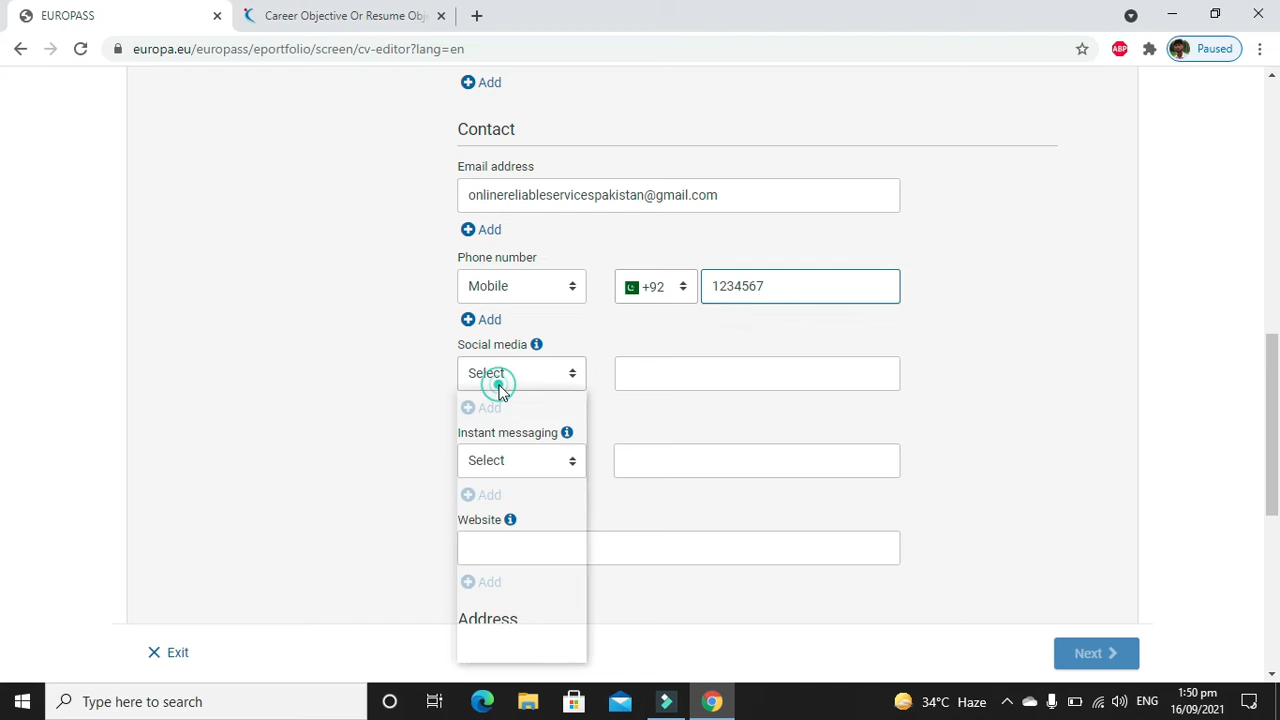 EUROPASS
Career Objective Or Resume Obj
europa.eu/europass/eportfolio/screen/cv-editor?lang=en
ABP
Paused
Add
Contact
Email address
onlinereliableservicespakistan@gmail.com
Add
Phone number
Mobile
+92
1234567
Add
Social media
Select
Add
Instant messaging
Select
Add
Website
Add
Address
Exit
Next
Type here to search
34°C Haze
ENG
1:50 pm
16/09/2021